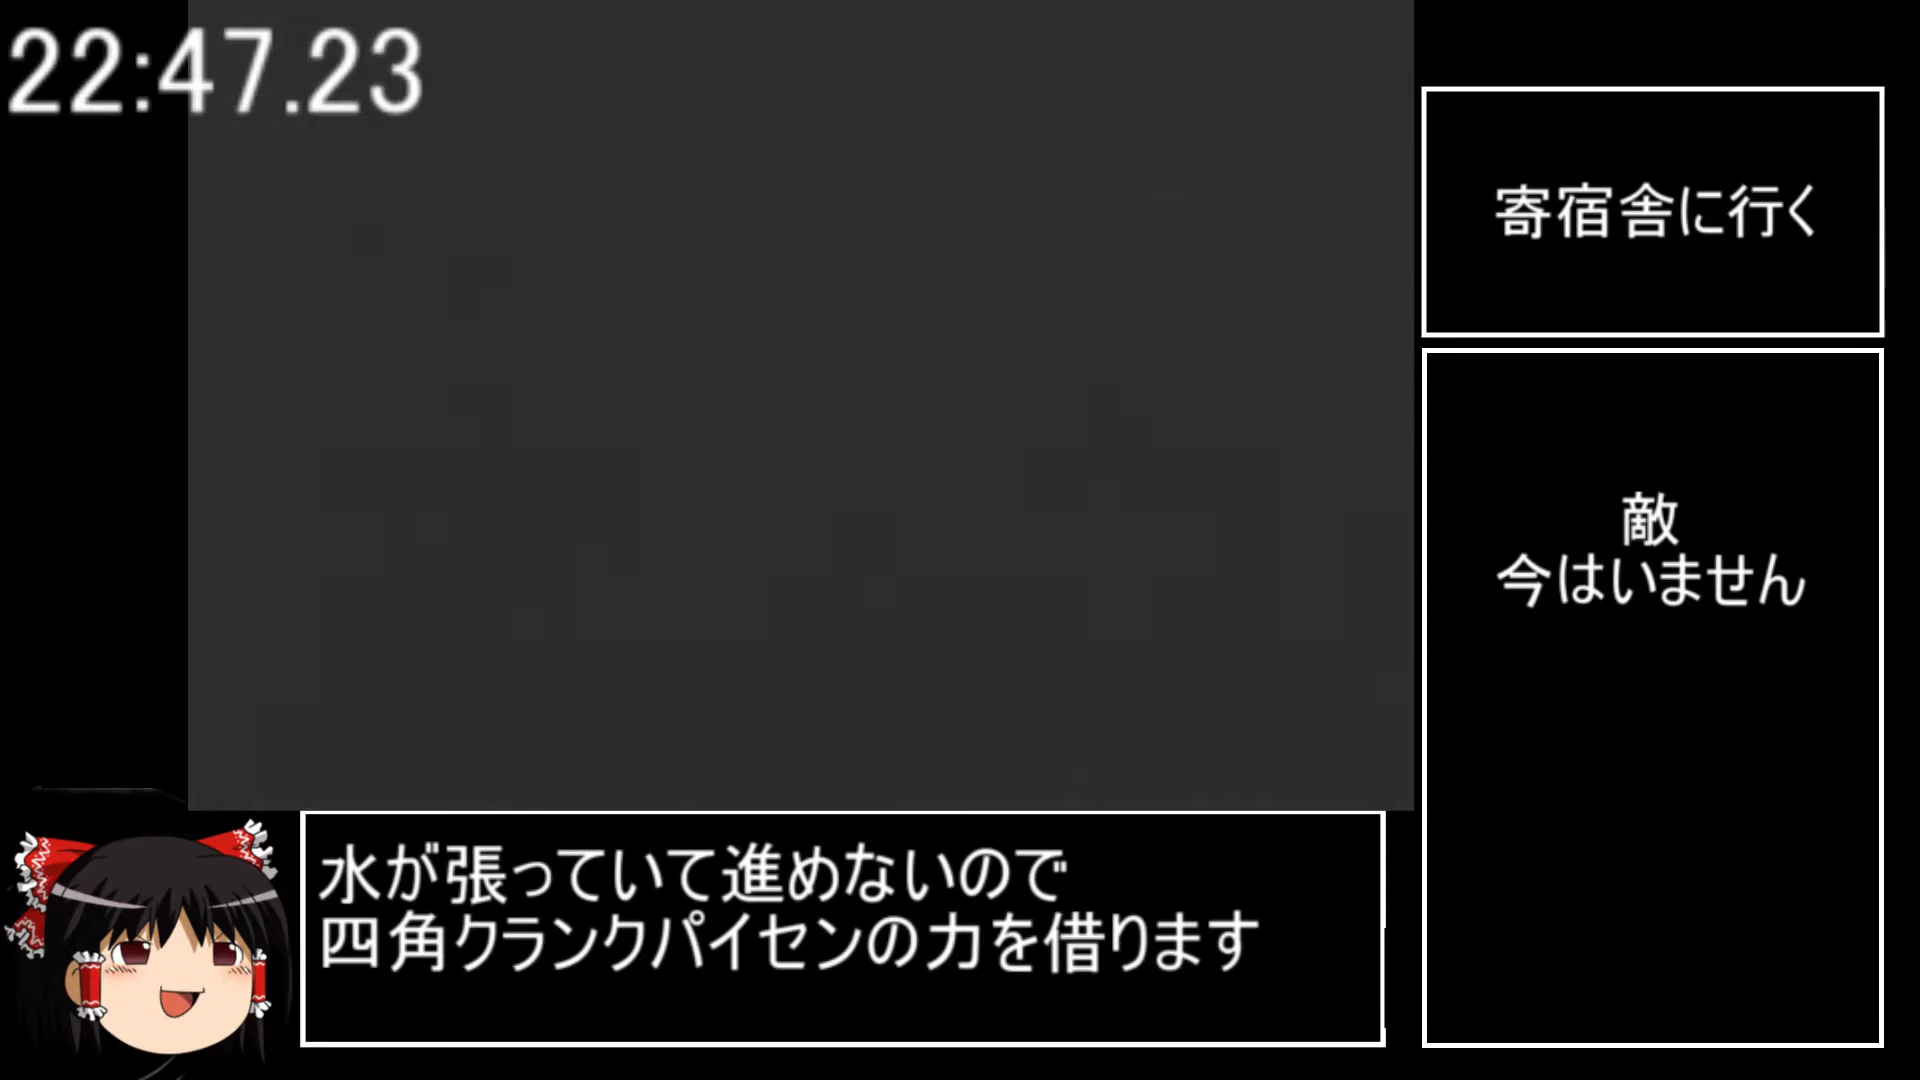 22:47.23
寄宿舎に行く
敵
今はいません
水が張っていて進めないので
四角クランクパイセンの力を借ります